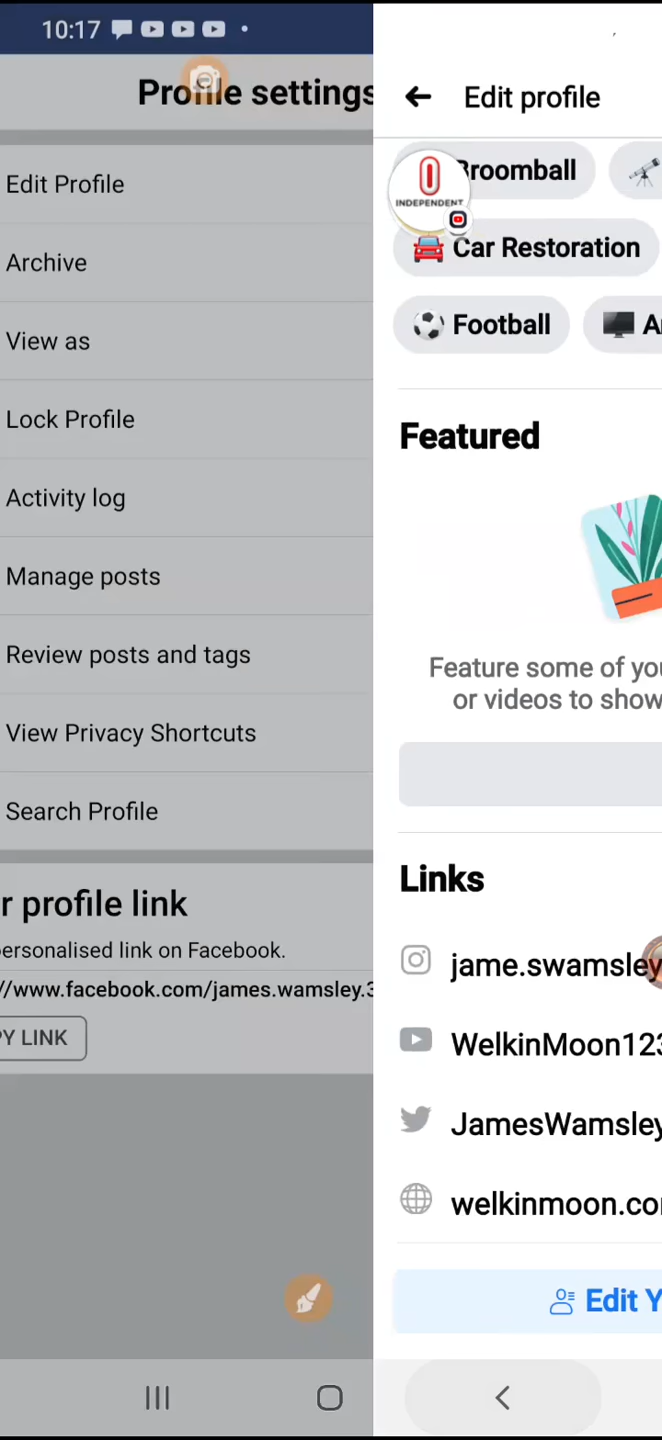 10:17
Profile settings
Edit Profile
Archive
View as
Lock Profile
Activity log
Manage posts
Review posts and tags
View Privacy Shortcuts
Search Profile
r profile link
personalised link on Facebook.
//www.facebook.com/james.wamsley.3
PY LINK
Edit profile
INDEPENDENT
Broomball
Car Restoration
Football
Featured
Feature some of you
or videos to show
Links
jame.swamsley
WelkinMoon123
JamesWamsley
welkinmoon.co
Edit Y